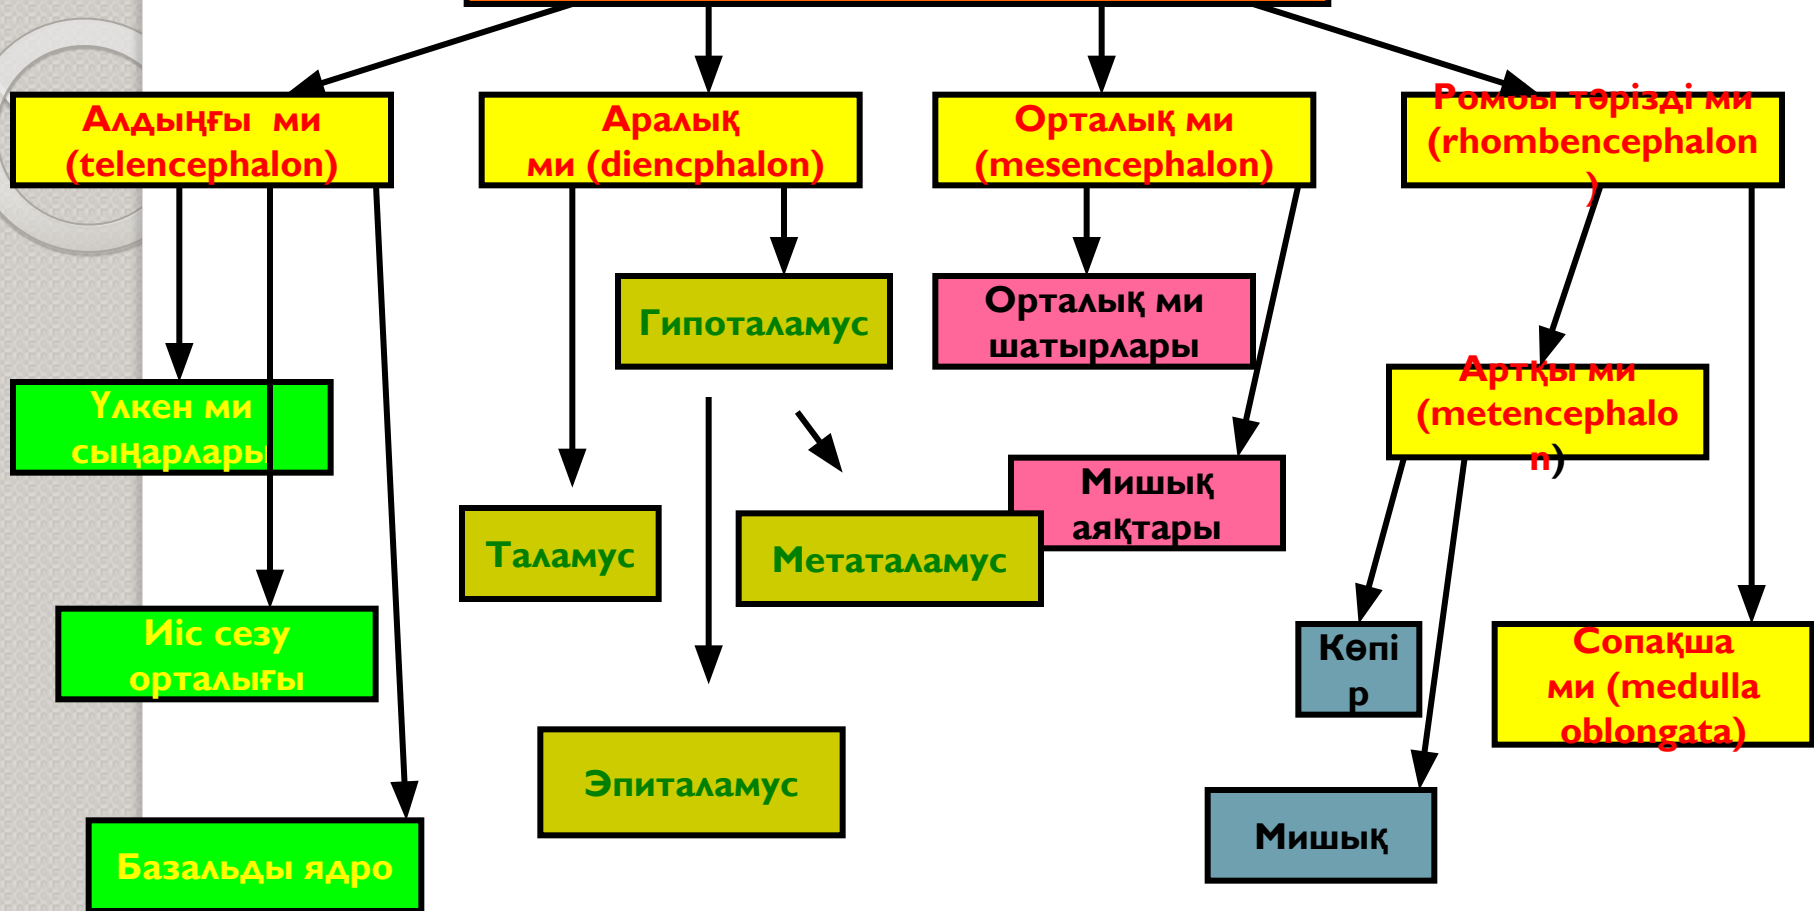 Алдыңғы ми
(telencephalon)
Аралық
ми (diencphalon)
Орталық ми
(mesencephalon)
Ромбы тәрізді ми
(rhombencephalon
)
Гипоталамус
Орталық ми
шатырлары
Үлкен ми
сыңарлары
Артқы ми
(metencephalo
n)
Мишық
аяқтары
Таламус
Метаталамус
Иіс сезу
орталығы
Көпі
р
Сопақша
ми (medulla
oblongata)
Эпиталамус
Мишық
Базальды ядро